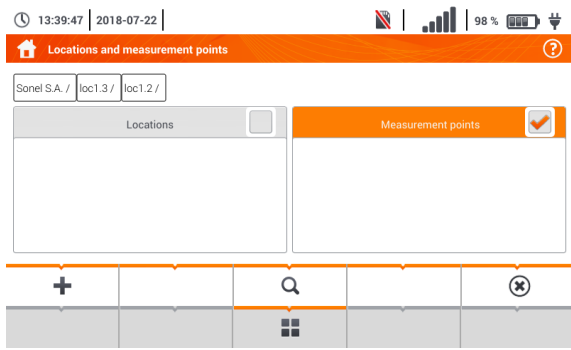 13:39:47 2018-07-22 98 %
Locations and measurement points
Sonel S.A. / loc1.3 / loc1.2 /
Locations Measurement points